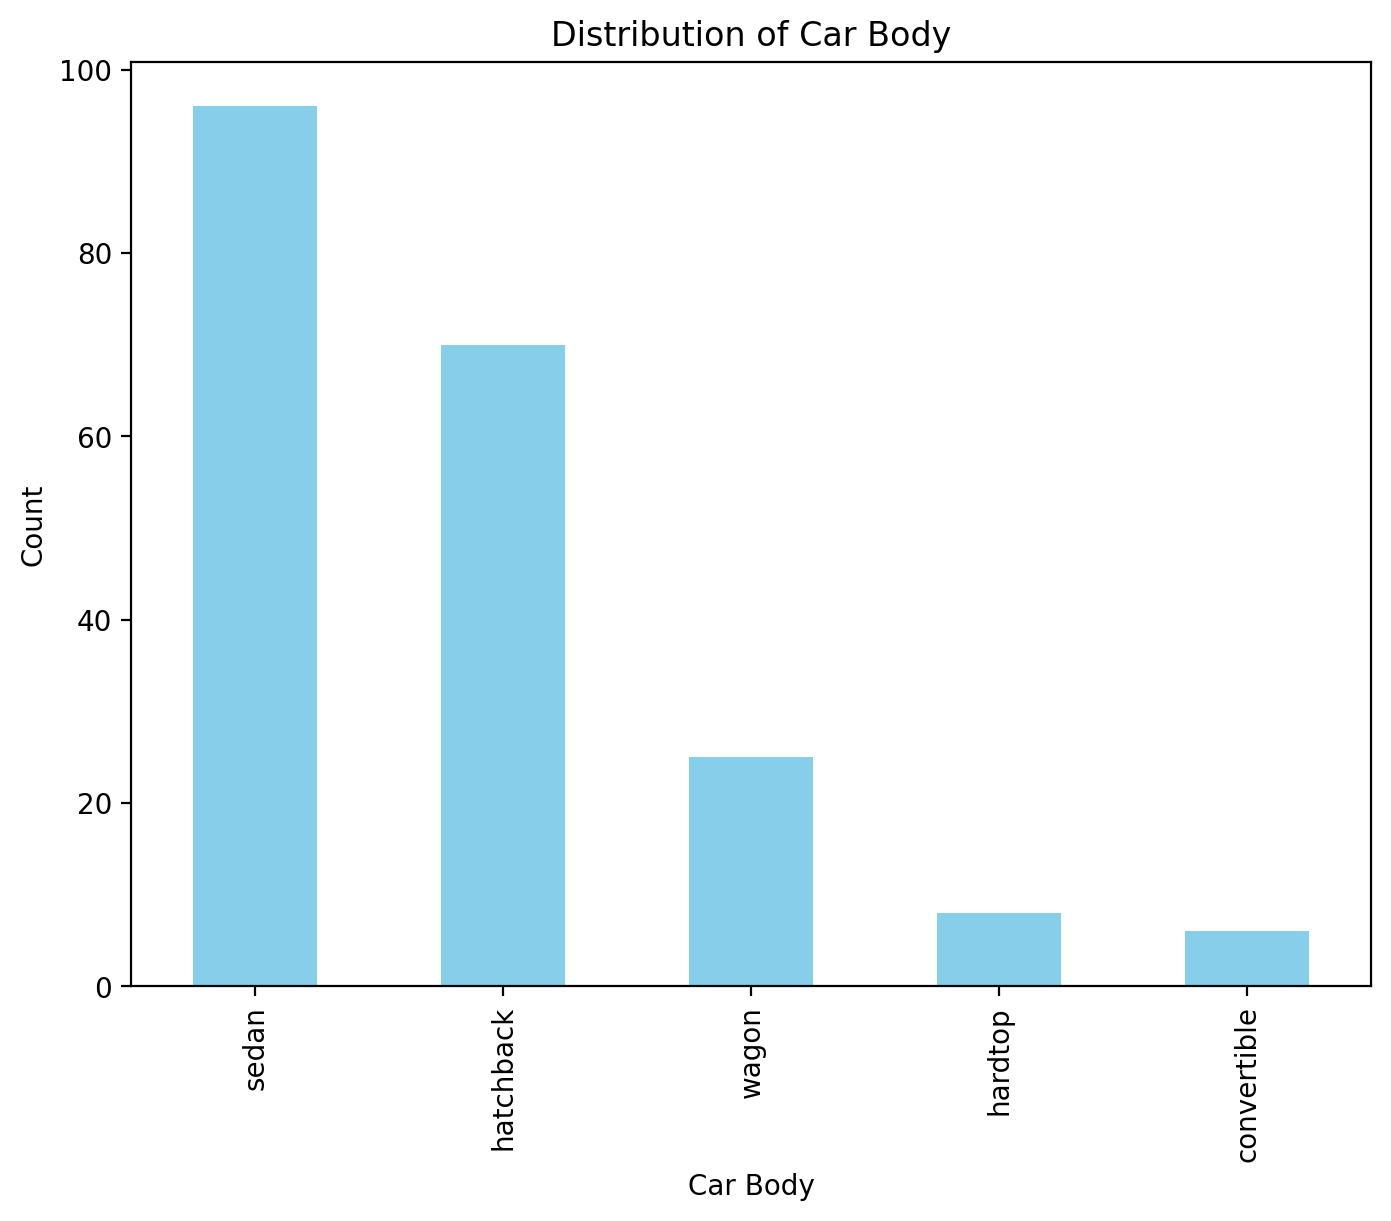 Distribution of Car Body
100
80
60
40
20
0
Count
sedan
hatchback
wagon
hardtop
convertible
Car Body